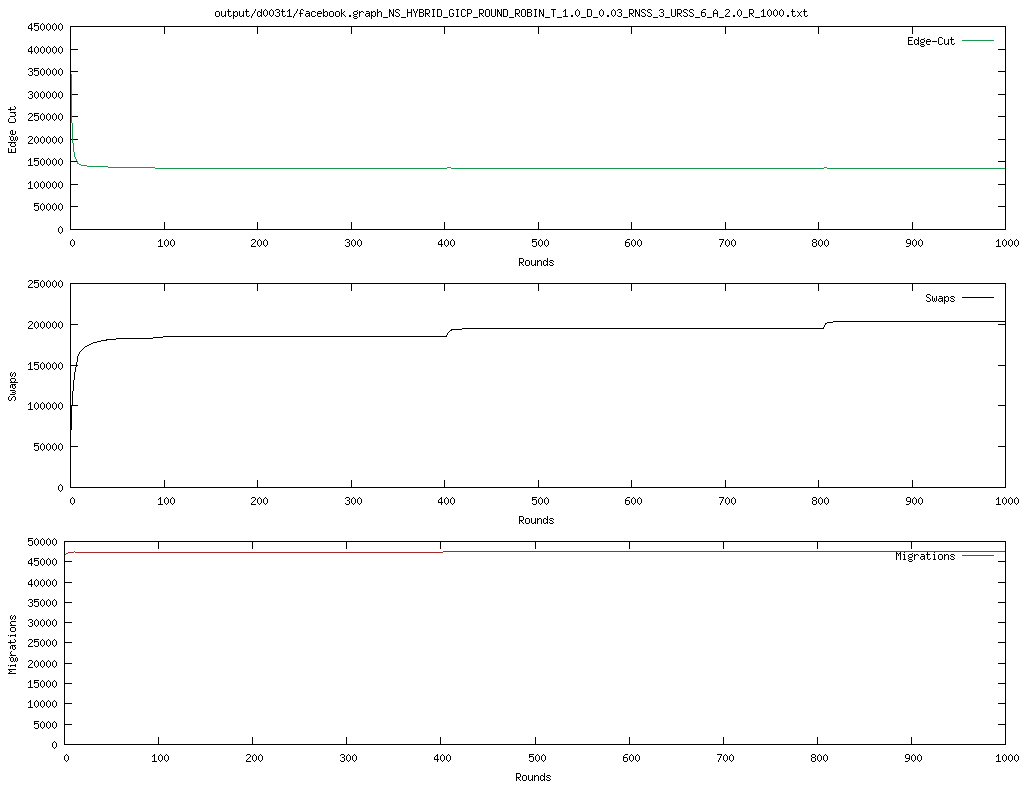 output/d003t1/facebook.graph_NS_HYBRID_GICP_ROUND_ROBIN_T_1.0_D_0.03_RNSS_3_URSS_6_A_2.0_R_1000.txt
450000
400000
350000
300000
250000
200000
150000
100000
50000
0
Edge Cut
Edge-Cut
0 100 200 300 400 500 600 700 800 900 1000
Rounds
250000
200000
150000
100000
50000
0
Swaps
Swaps
0 100 200 300 400 500 600 700 800 900 1000
Rounds
50000
45000
40000
35000
30000
25000
20000
15000
10000
5000
0
Migrations
Migrations
0 100 200 300 400 500 600 700 800 900 1000
Rounds